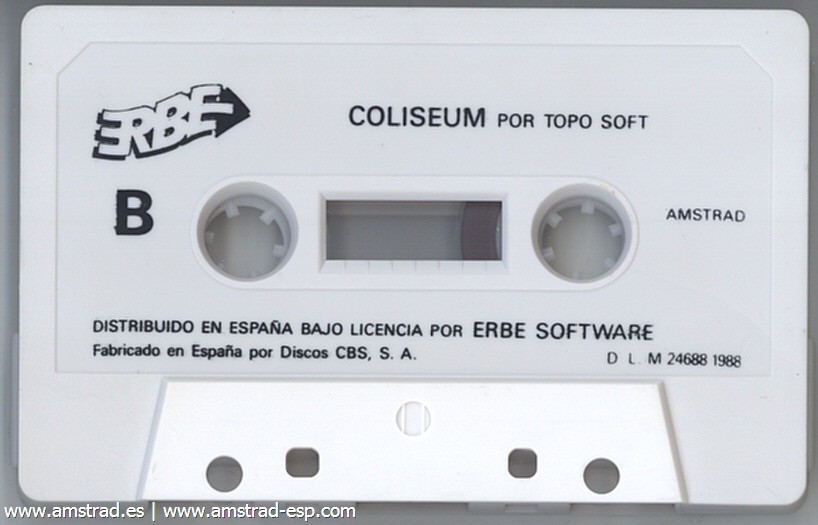 ERBE
COLISEUM POR TOPO SOFT
B
AMSTRAD
DISTRIBUIDO EN ESPAÑA BAJO LICENCIA POR ERBE SOFTWARE
Fabricado en España por Discos CBS, S. A.
D L. M 24688 1988
www.amstrad.es | www.amstrad-esp.com